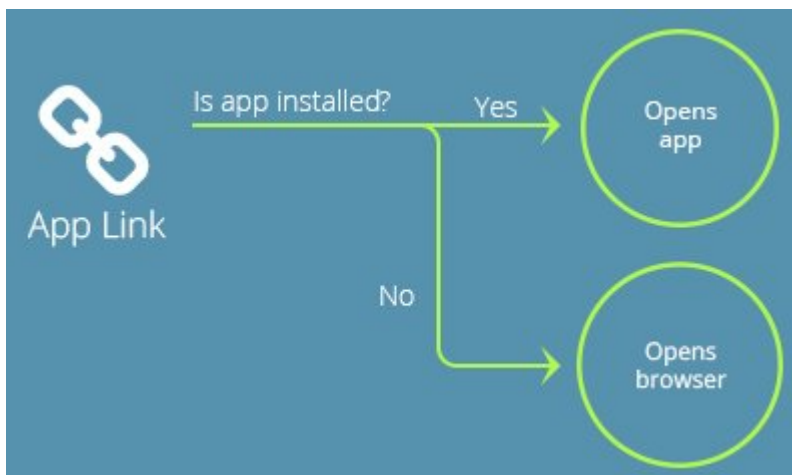 Is app installed?
Yes
Opens
app
App Link
No
Opens
browser